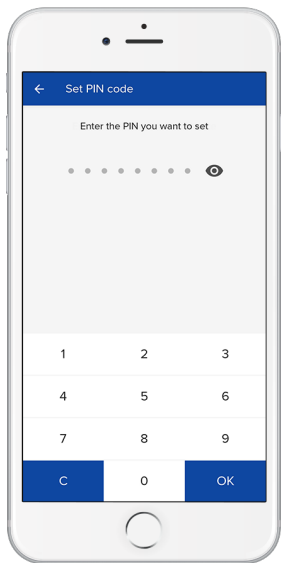 Set PIN code
Enter the PIN you want to set
1 2 3
4 5 6
7 8 9
C 0 OK